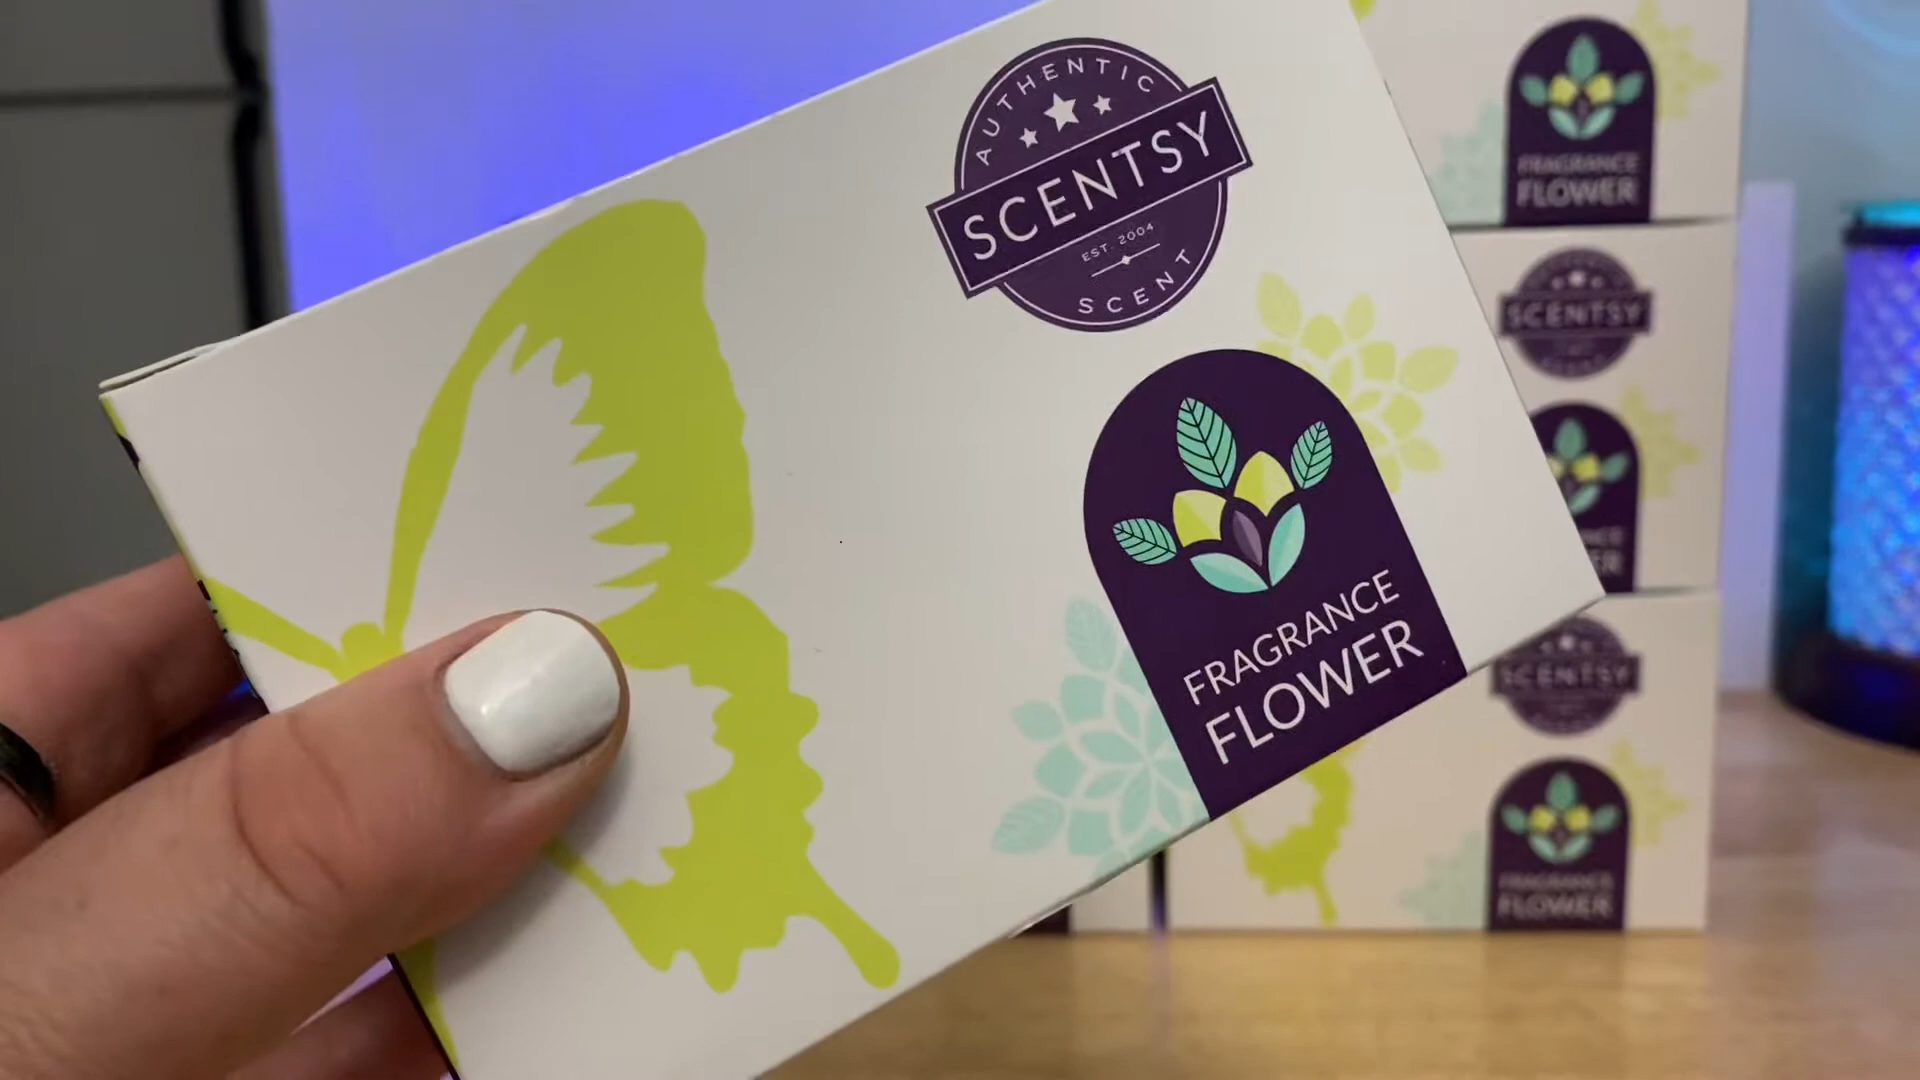 AUTHENTIC
SCENTSY
EST. 2004
SCENT
FRAGRANCE
FLOWER
FRAGRANCE
FLOWER
SCENTSY
SCENTSY
FRAGRANCE
FLOWER